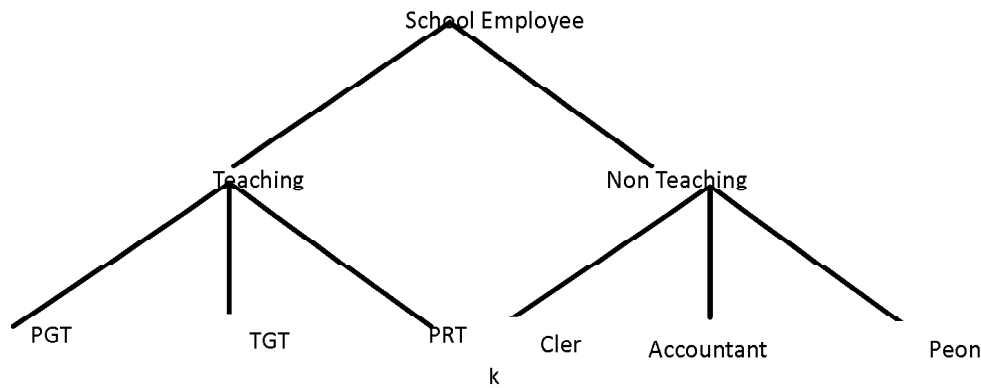 School Employee
Teaching
Non Teaching
PGT
TGT
PRT
Cler
Accountant
Peon
k